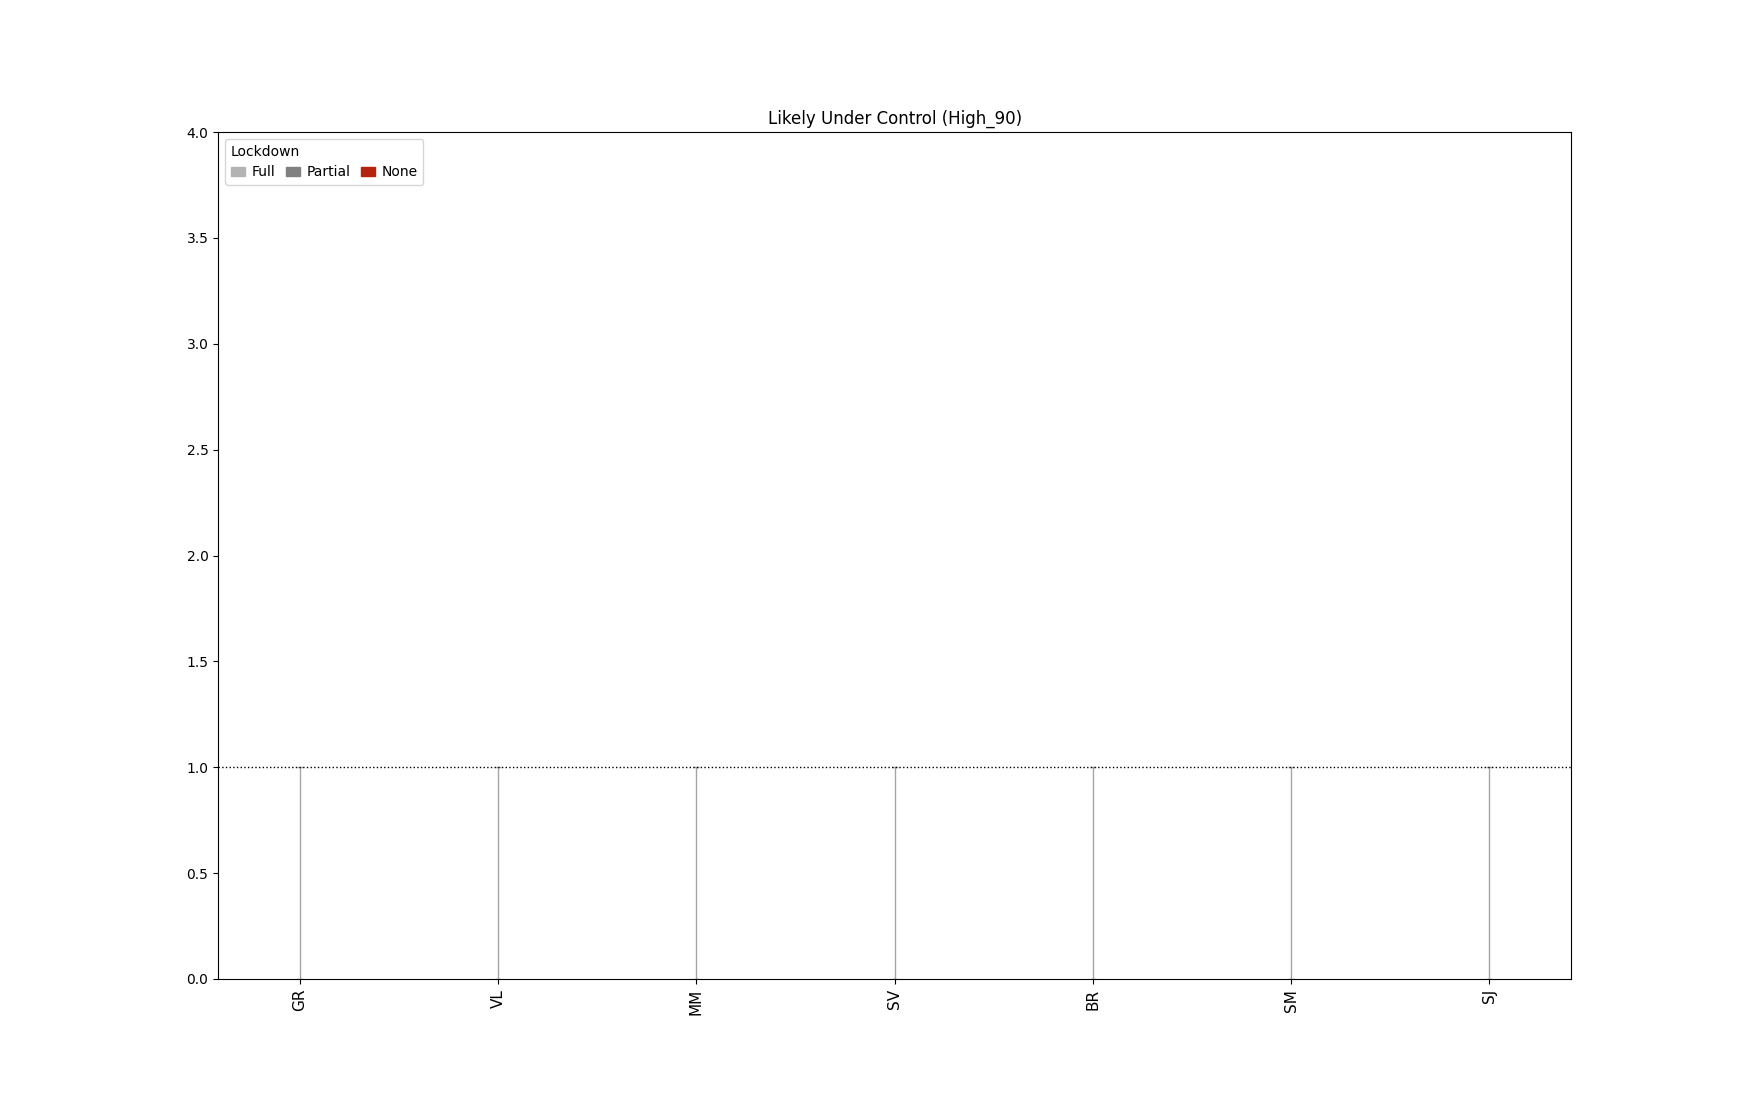 Likely Under Control (High_90)
4.0
Lockdown
Full Partial None
3.5
3.0
2.5
2.0
1.5
1.0
0.5
0.0
GR VL MM SV BR SM SJ